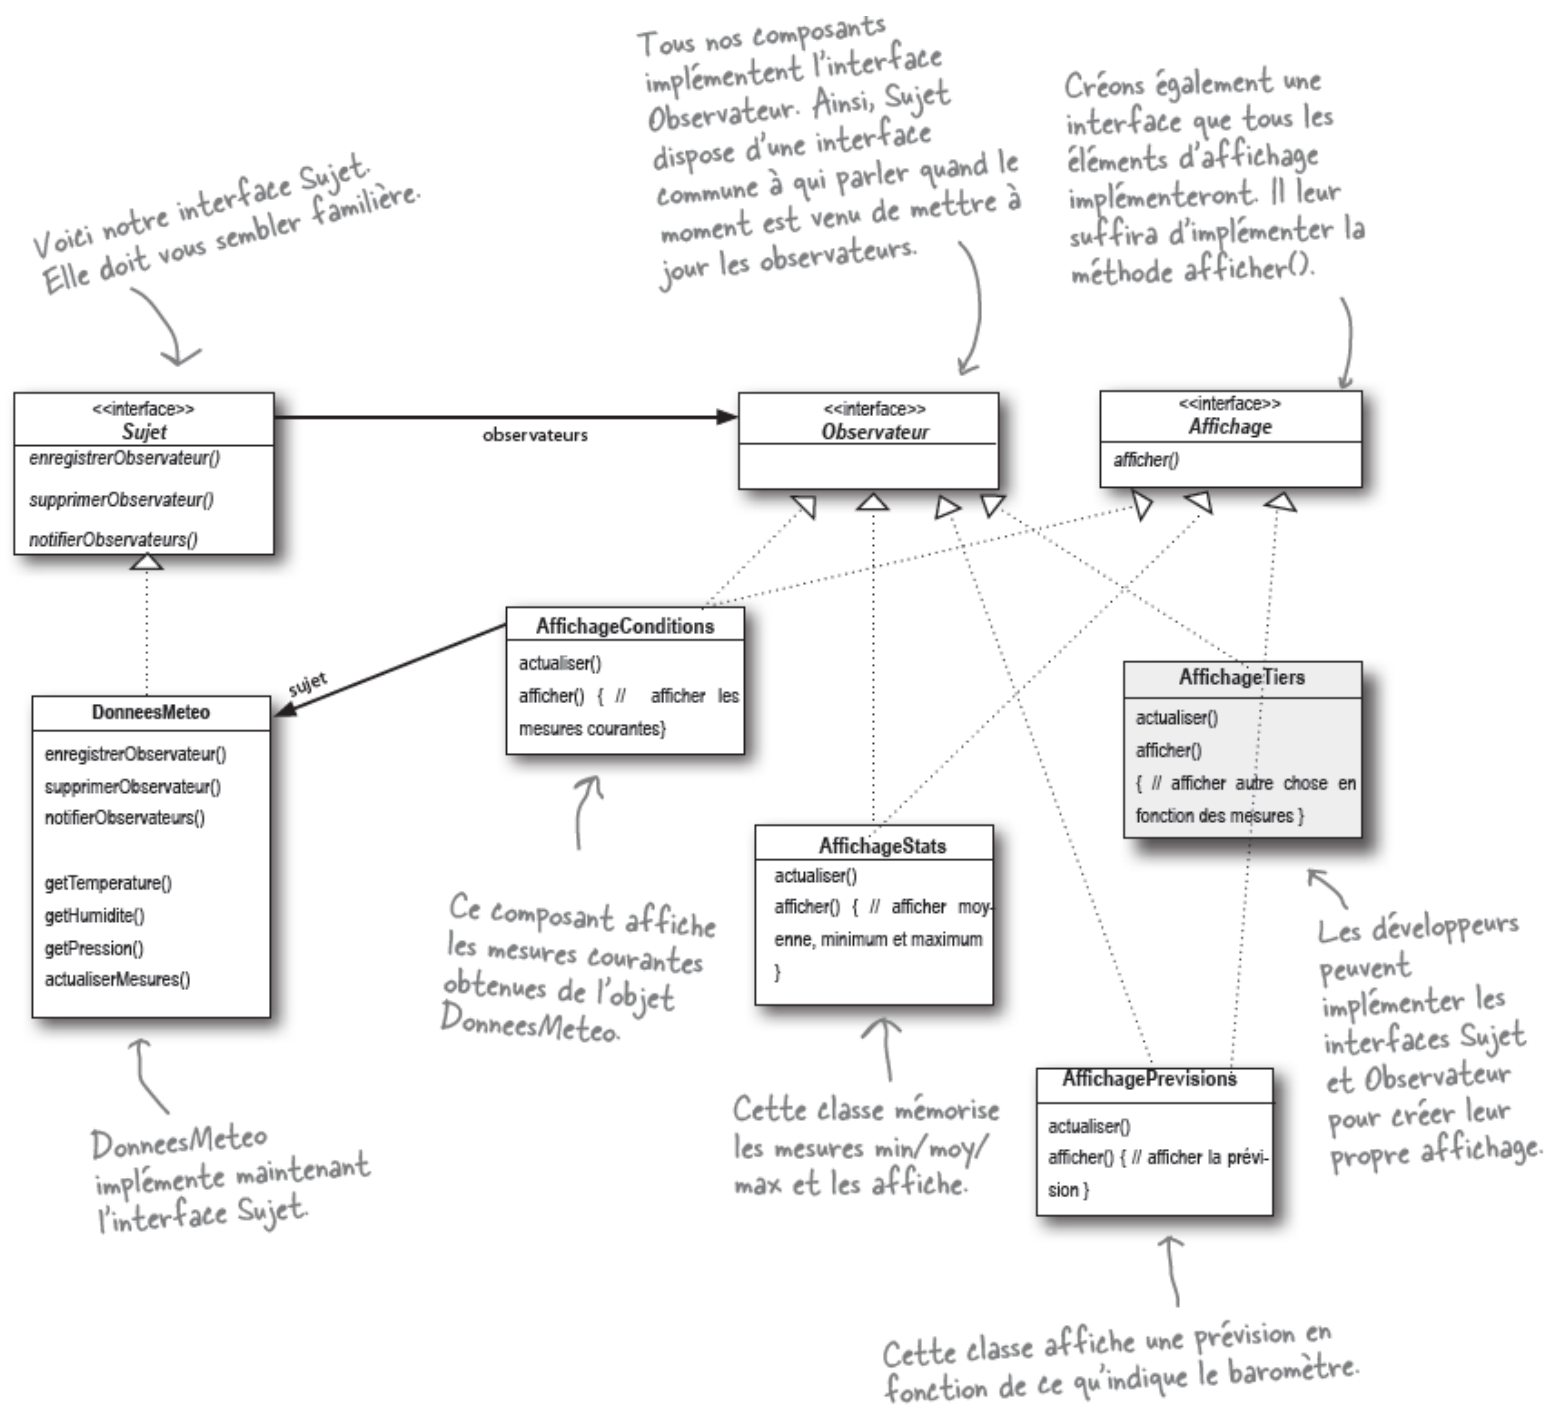 Voici notre interface Sujet.
Elle doit vous sembler familière.
Tous nos composants
implémentent l'interface
Observateur. Ainsi, Sujet
dispose d'une interface
commune à qui parler quand le
moment est venu de mettre à
jour les observateurs.
Créons également une
interface que tous les
éléments d'affichage
implémenteront. Il leur
suffira d'implémenter la
méthode afficher().
<<interface>>
Sujet
enregistrerObservateur()
supprimerObservateur()
notifierObservateurs()
observateurs
<<interface>>
Observateur
<<interface>>
Affichage
afficher()
sujet
DonneesMeteo
enregistrerObservateur()
supprimerObservateur()
notifierObservateurs()
getTemperature()
getHumidite()
getPression()
actualiserMesures()
AffichageConditions
actualiser()
afficher() { // afficher les
mesures courantes}
AffichageStats
actualiser()
afficher() { // afficher moy-
enne, minimum et maximum
}
AffichageTiers
actualiser()
afficher()
{ // afficher autre chose en
fonction des mesures }
AffichagePrevisions
actualiser()
afficher() { // afficher la prévi-
sion }
Ce composant affiche
les mesures courantes
obtenues de l'objet
DonneesMeteo.
DonneesMeteo
implémente maintenant
l'interface Sujet.
Cette classe mémorise
les mesures min/moy/
max et les affiche.
Les développeurs
peuvent
implémenter les
interfaces Sujet
et Observateur
pour créer leur
propre affichage.
Cette classe affiche une prévision en
fonction de ce qu'indique le baromètre.